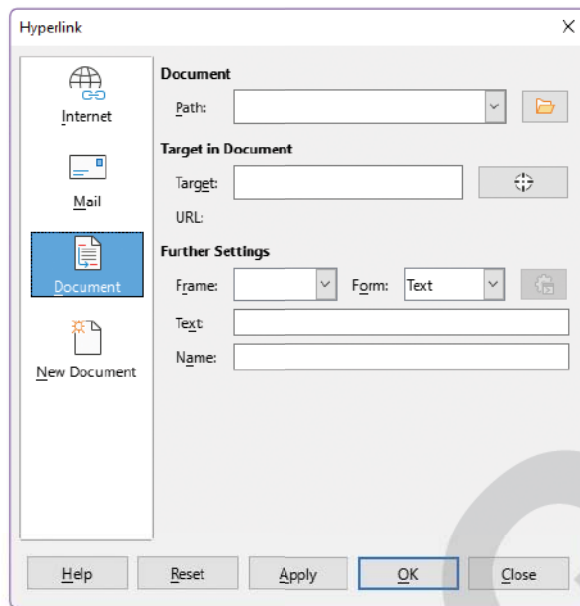 Hyperlink
Internet
Mail
Document
New Document
Document
Path:
Target in Document
Target:
URL:
Further Settings
Frame:
Form: Text
Text:
Name:
Help Reset Apply OK Close